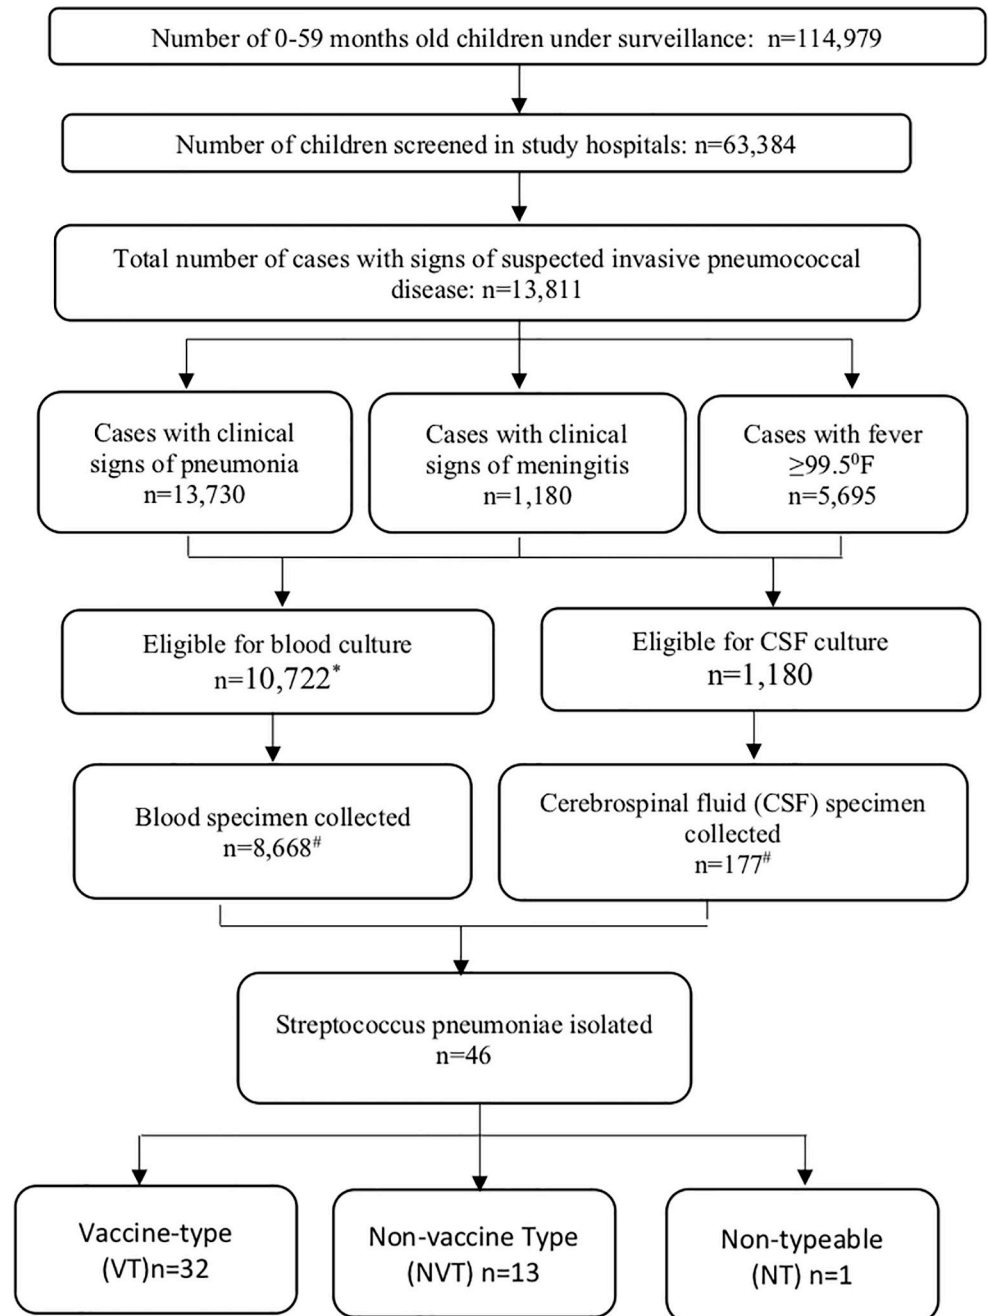 Number of 0-59 months old children under surveillance:  n=114,979
Number of children screened in study hospitals: n=63,384
Total number of cases with signs of suspected invasive pneumococcal
disease: n=13,811
Cases with clinical
signs of pneumonia
n=13,730
Cases with clinical
signs of meningitis
n=1,180
Cases with fever
≥99.5⁰F
n=5,695
Eligible for blood culture
n=10,722*
Eligible for CSF culture
n=1,180
Blood specimen collected
n=8,668#
Cerebrospinal fluid (CSF) specimen
collected
n=177#
Streptococcus pneumoniae isolated
n=46
Vaccine-type
(VT)n=32
Non-vaccine Type
(NVT) n=13
Non-typeable
(NT) n=1